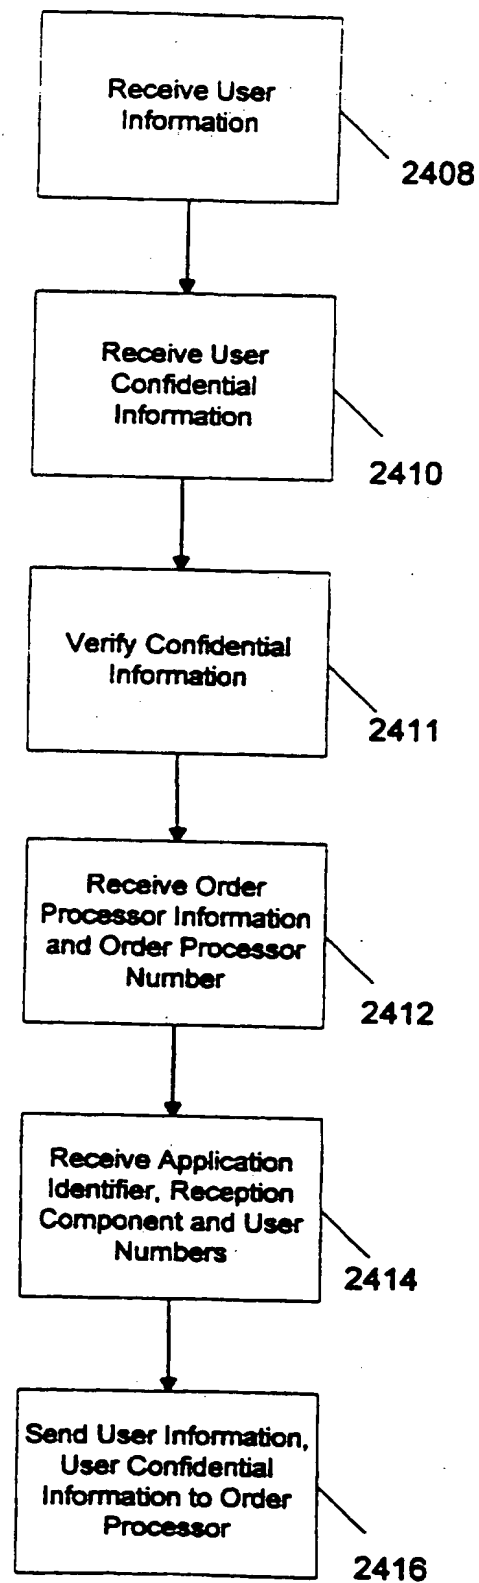 Receive User
Information
2408
Receive User
Confidential
Information
2410
Verify Confidential
Information
2411
Receive Order
Processor Information
and Order Processor
Number
2412
Receive Application
Identifier, Reception
Component and User
Numbers
2414
Send User Information,
User Confidential
Information to Order
Processor
2416